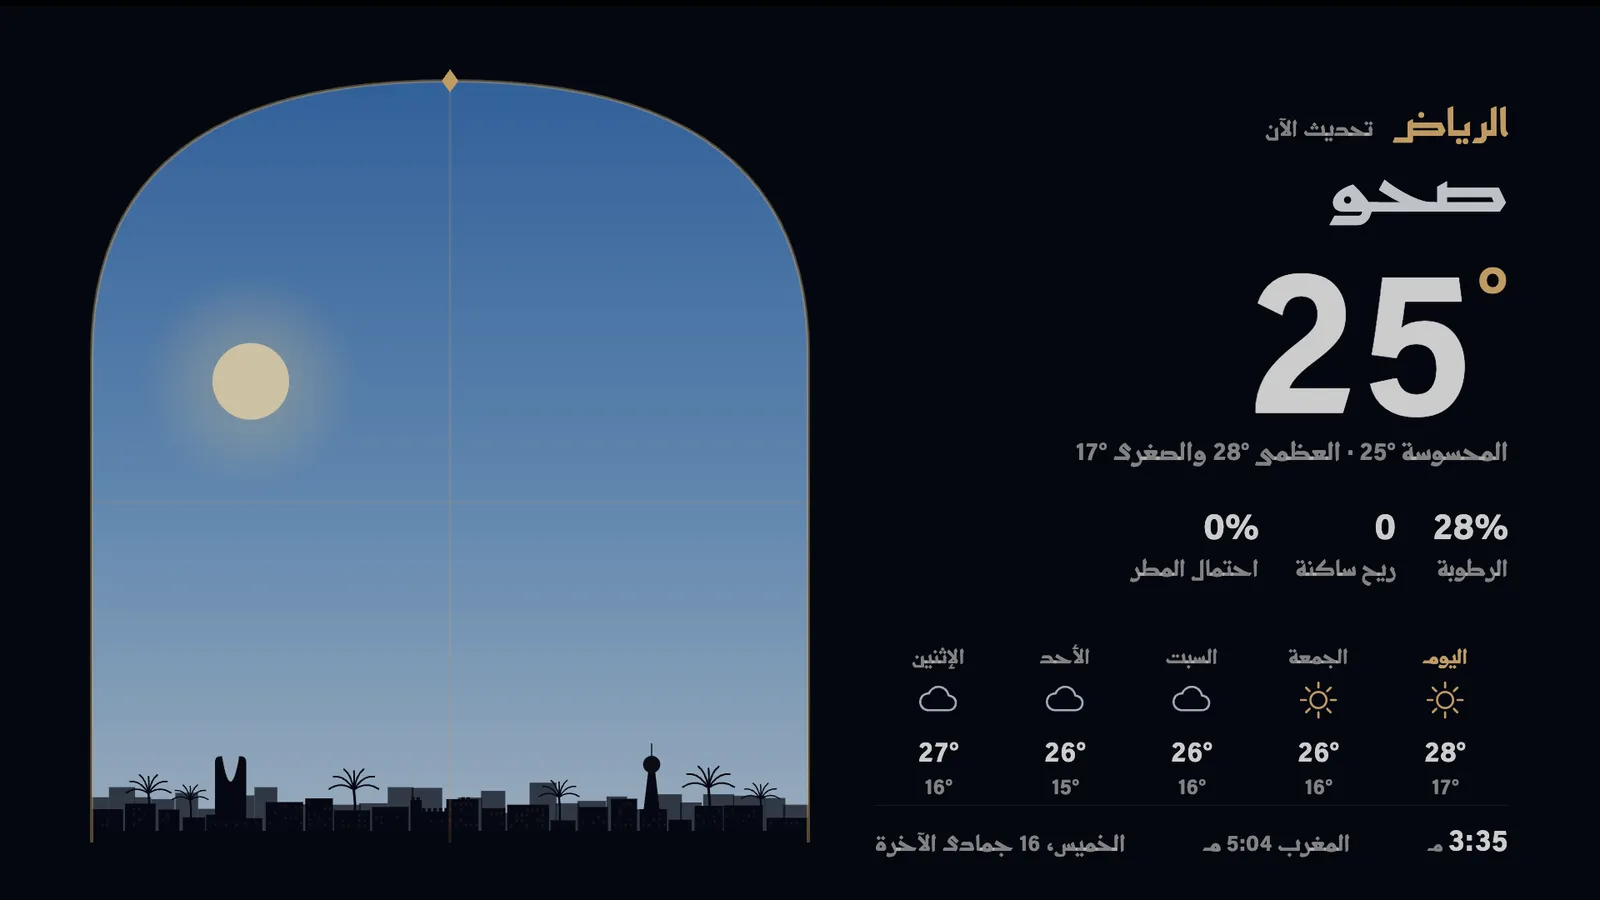 الرياض تحديث الآن
صحو
25°
المحسوسة 25° · العظمى 28° والصغرى 17°
28% 0 0%
الرطوبة ريح ساكنة احتمال المطر
اليوم الجمعة السبت الأحد الإثنين
28° 26° 26° 26° 27°
17° 16° 16° 15° 16°
3:35 م المغرب 5:04 م الخميس، 16 جمادى الآخرة